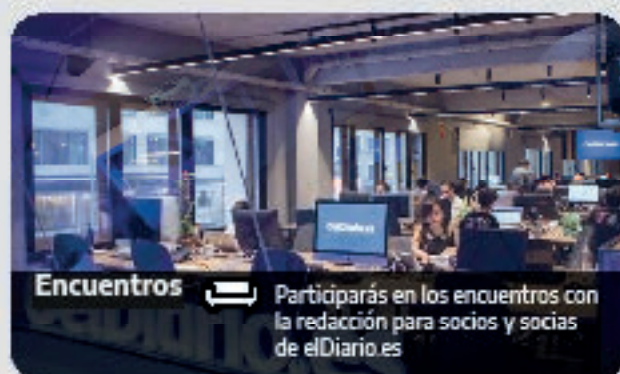 elDiario.es
Encuentros
Participarás en los encuentros con
la redacción para socios y socias
de elDiario.es